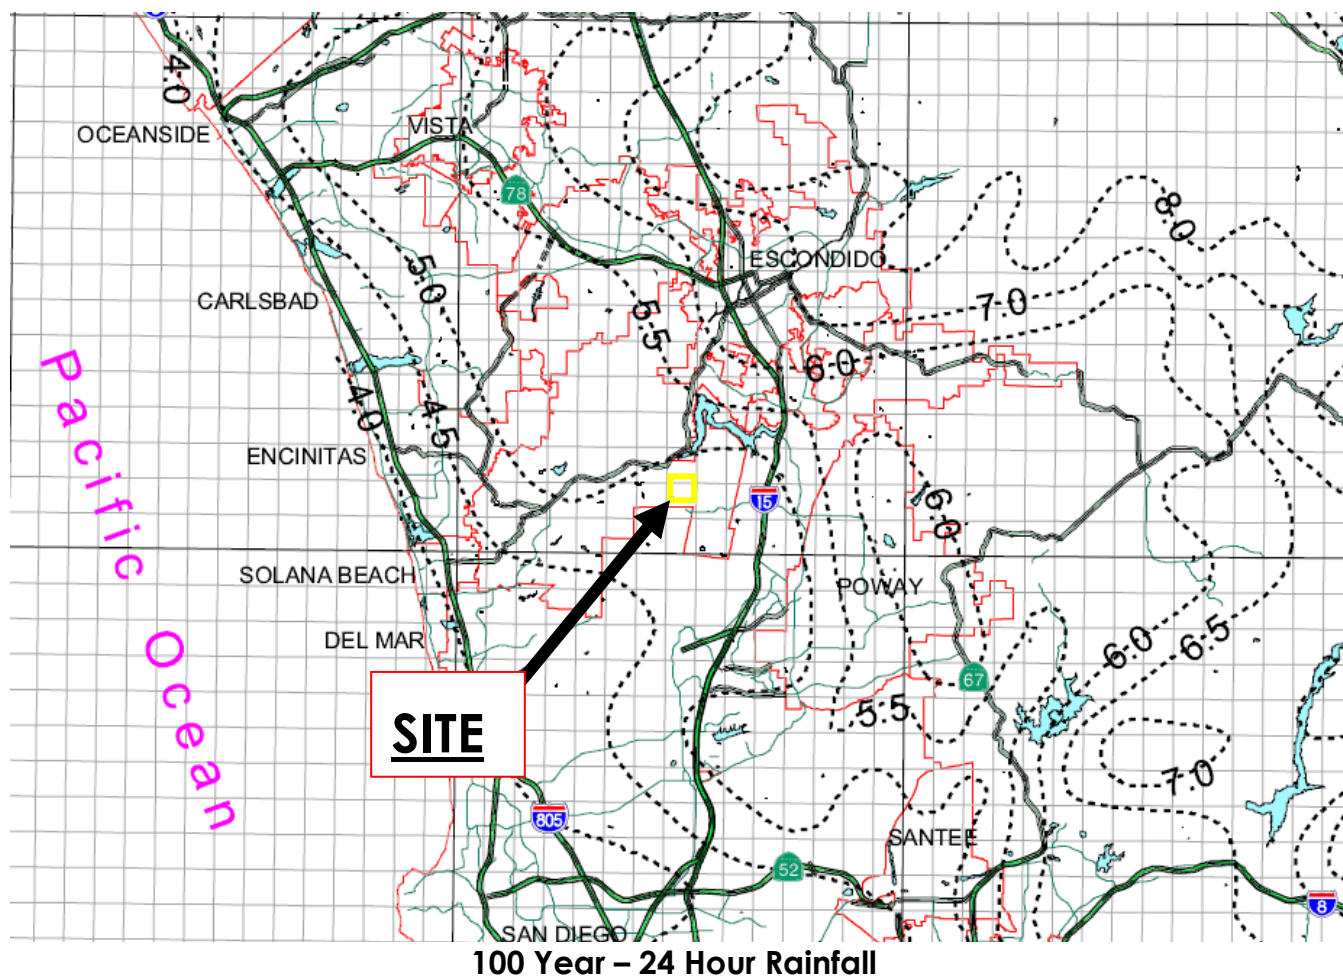 4.0
OCEANSIDE
VISTA
78
8.0
ESCONDIDO
5.0
CARLSBAD
5.5
7.0
6.0
Pacific Ocean
4.0
4.5
ENCINITAS
15
6.0
SOLANA BEACH
POWAY
DEL MAR
6.0
6.5
67
5.5
SITE
7.0
805
SANTEE
52
8
SAN DIEGO
100 Year – 24 Hour Rainfall